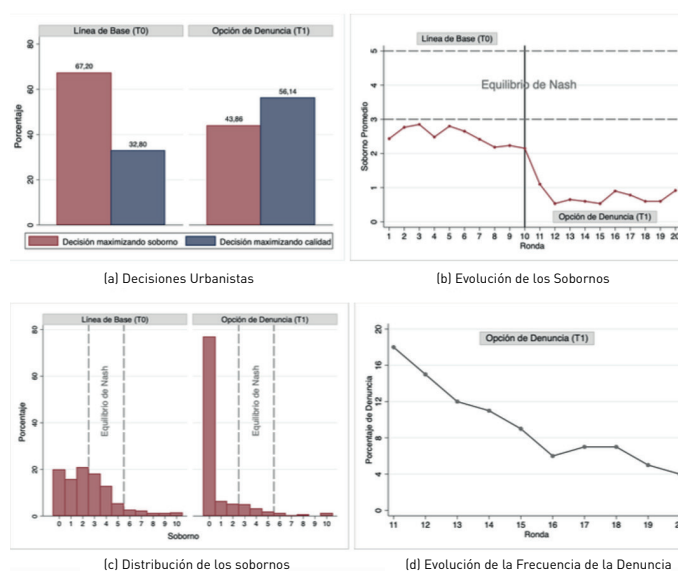 Línea de Base (T0)
Opción de Denuncia (T1)
Porcentaje
0
20
40
60
80
67,20
32,80
43,86
56,14
Decisión maximizando soborno
Decisión maximizando calidad
(a) Decisiones Urbanistas
Línea de Base (T0)
Equilibrio de Nash
Soborno Promedio
0
1
2
3
4
5
Opción de Denuncia (T1)
1 2 3 4 5 6 7 8 9 10 11 12 13 14 15 16 17 18 19 20
Ronda
(b) Evolución de los Sobornos
Línea de Base (T0)
Opción de Denuncia (T1)
Porcentaje
0
20
40
60
80
Equilibrio de Nash
Equilibrio de Nash
0 1 2 3 4 5 6 7 8 9 10
0 1 2 3 4 5 6 7 8 9 10
Soborno
(c) Distribución de los sobornos
Opción de Denuncia (T1)
Porcentaje de Denuncia
0
4
8
12
16
20
11 12 13 14 15 16 17 18 19
Ronda
(d) Evolución de la Frecuencia de la Denuncia